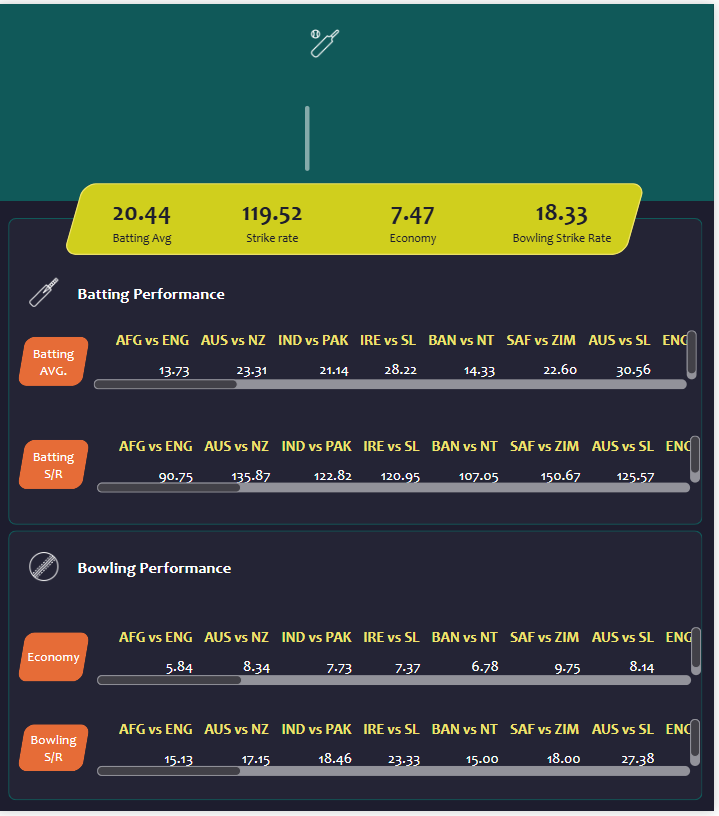 20.44 119.52 7.47 18.33
Batting Avg Strike rate Economy Bowling Strike Rate
Batting Performance
AFG vs ENG AUS vs NZ IND vs PAK IRE vs SL BAN vs NT SAF vs ZIM AUS vs SL ENG
Batting
AVG.
13.73 23.31 21.14 28.22 14.33 22.60 30.56
AFG vs ENG AUS vs NZ IND vs PAK IRE vs SL BAN vs NT SAF vs ZIM AUS vs SL ENG
Batting
S/R
90.75 135.87 122.82 120.95 107.05 150.67 125.57
Bowling Performance
AFG vs ENG AUS vs NZ IND vs PAK IRE vs SL BAN vs NT SAF vs ZIM AUS vs SL ENG
Economy
5.84 8.34 7.73 7.37 6.78 9.75 8.14
AFG vs ENG AUS vs NZ IND vs PAK IRE vs SL BAN vs NT SAF vs ZIM AUS vs SL ENG
Bowling
S/R
15.13 17.15 18.46 23.33 15.00 18.00 27.38